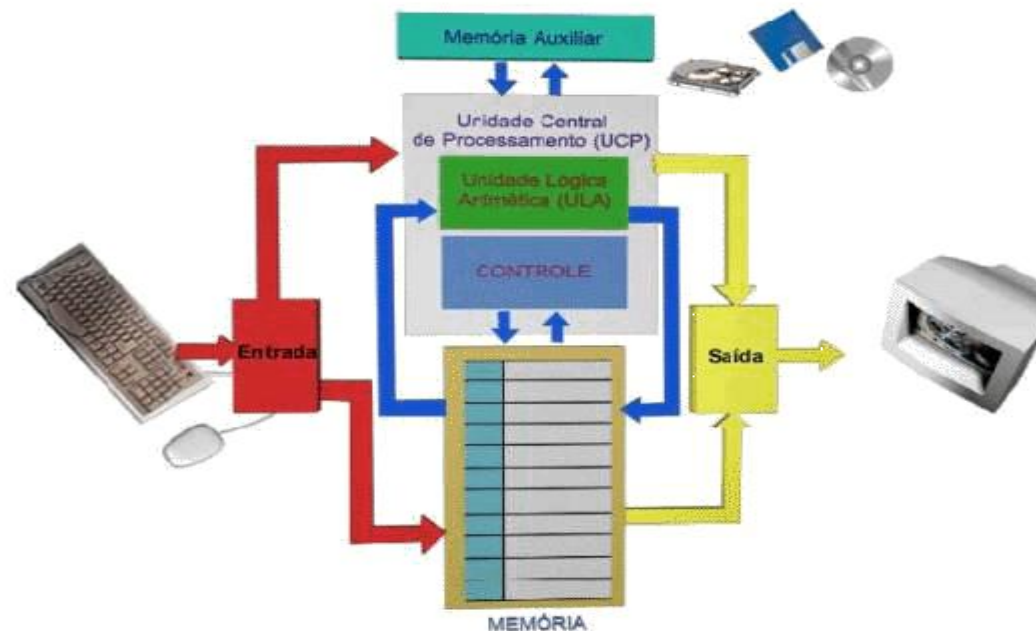 Memória Auxiliar
Unidade Central
de Processamento (UCP)
Unidade Lógica
Aritmética (ULA)
CONTROLE
Entrada
Saída
MEMÓRIA